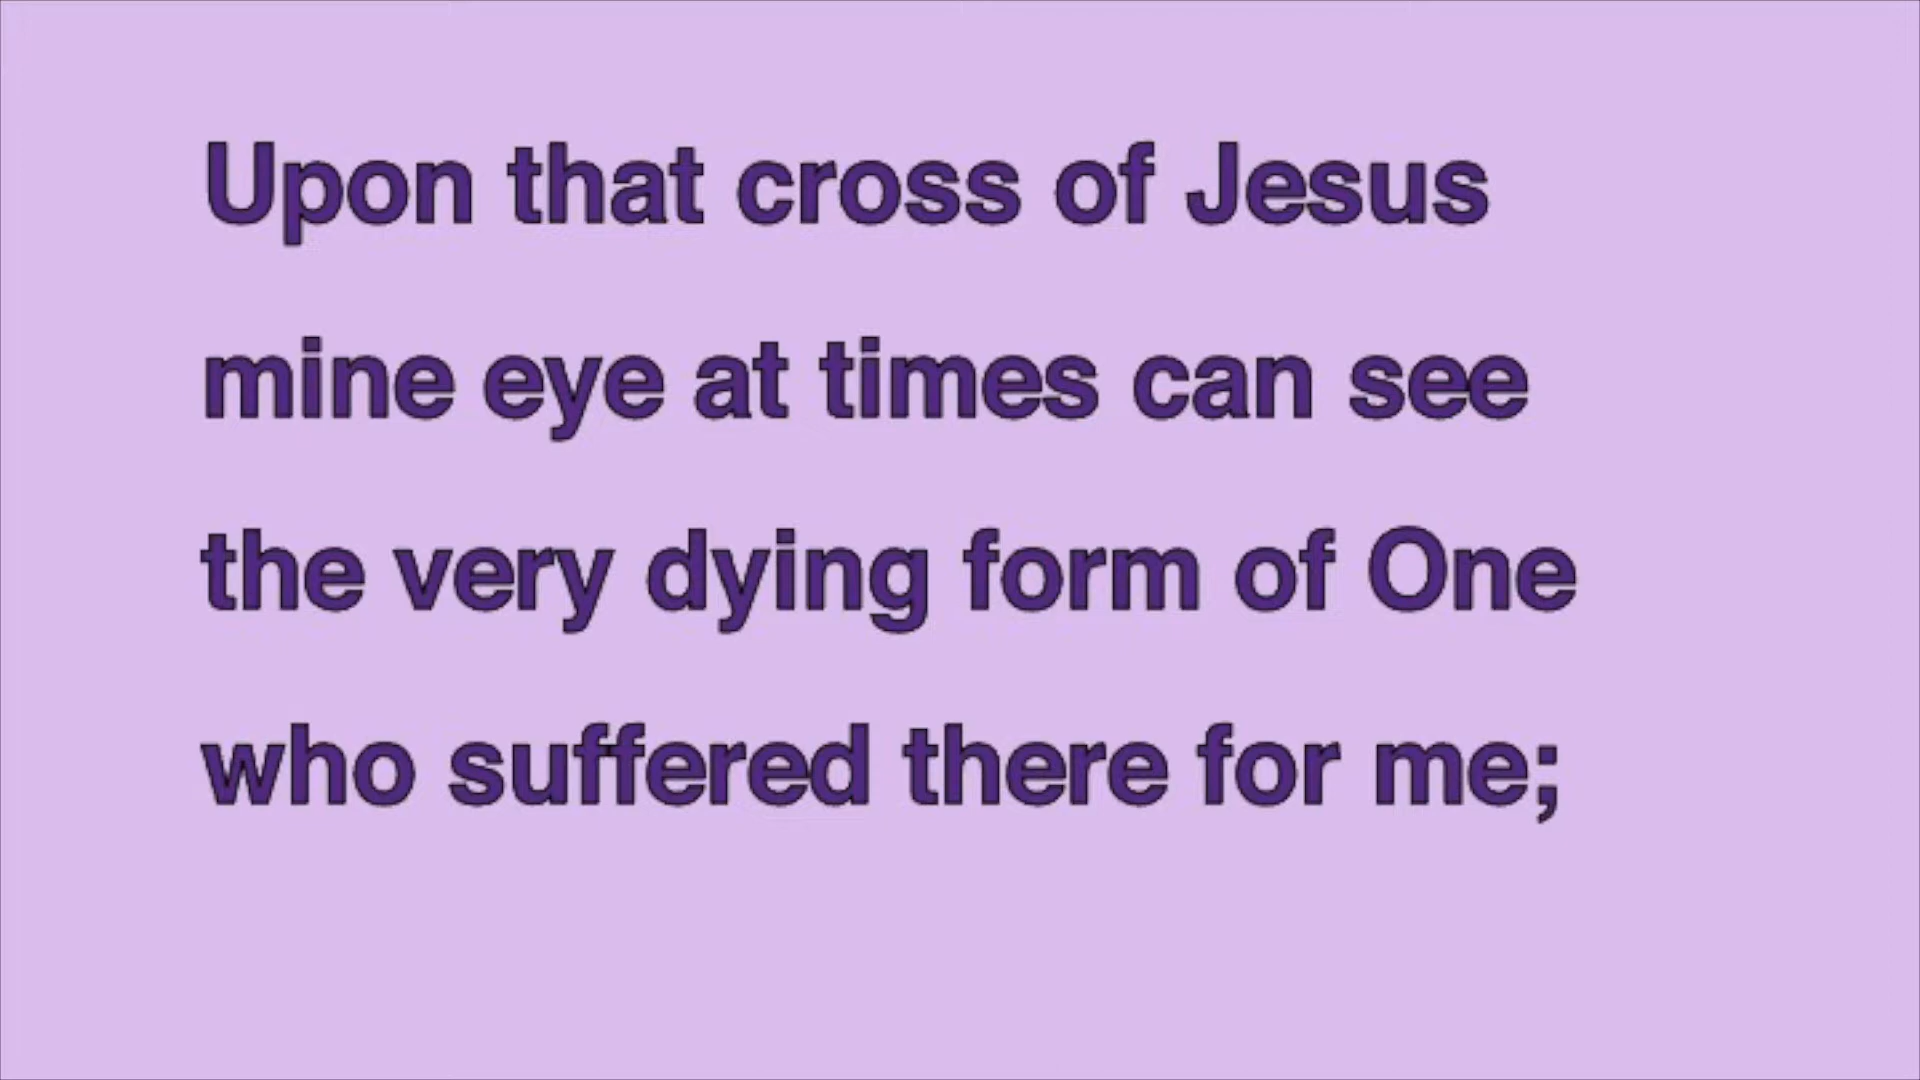 Upon that cross of Jesus
mine eye at times can see
the very dying form of One
who suffered there for me;